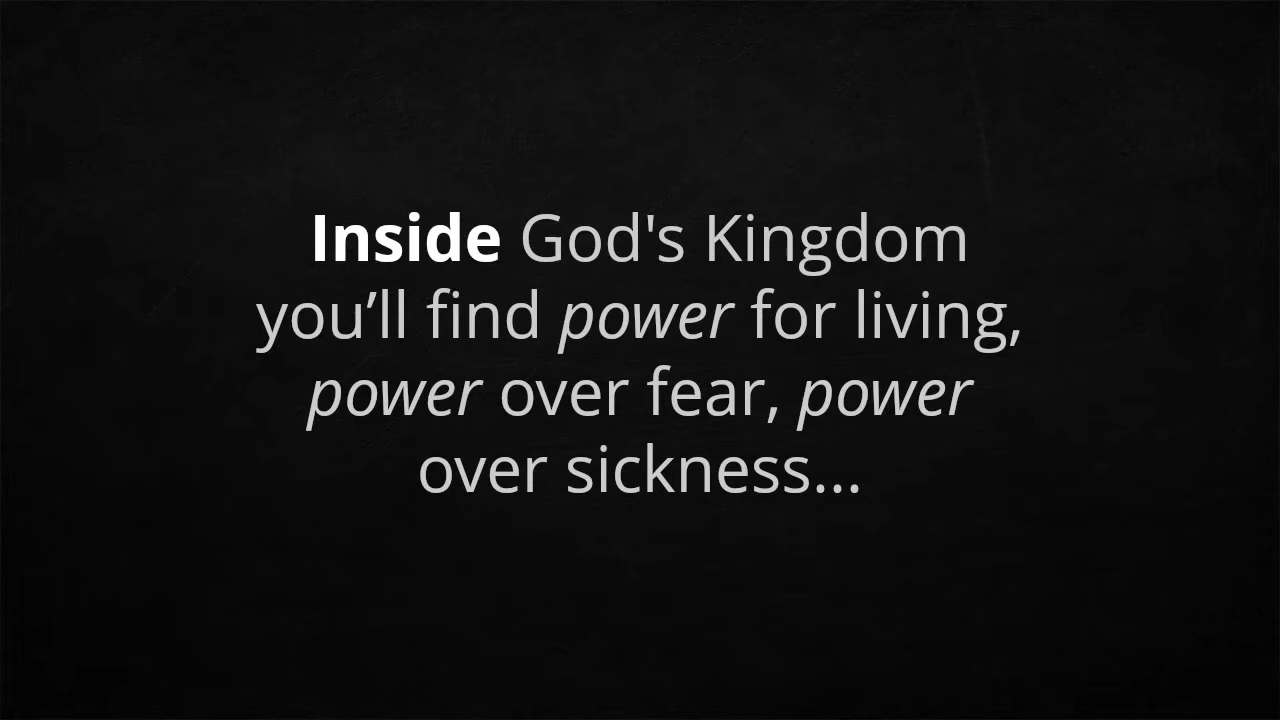 Inside God's Kingdom
you’ll find power for living,
power over fear, power
over sickness...